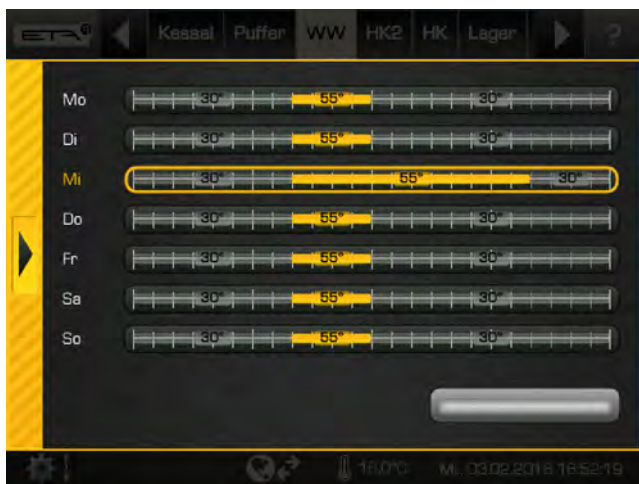 ETA Kessel Puffer WW HK2 HK Lager ?
Mo 30° 55° 30°
Di 30° 55° 30°
Mi 30° 55° 30°
Do 30° 55° 30°
Fr 30° 55° 30°
Sa 30° 55° 30°
So 30° 55° 30°
16,0°C Mi. 03.02.2016 16:52:19